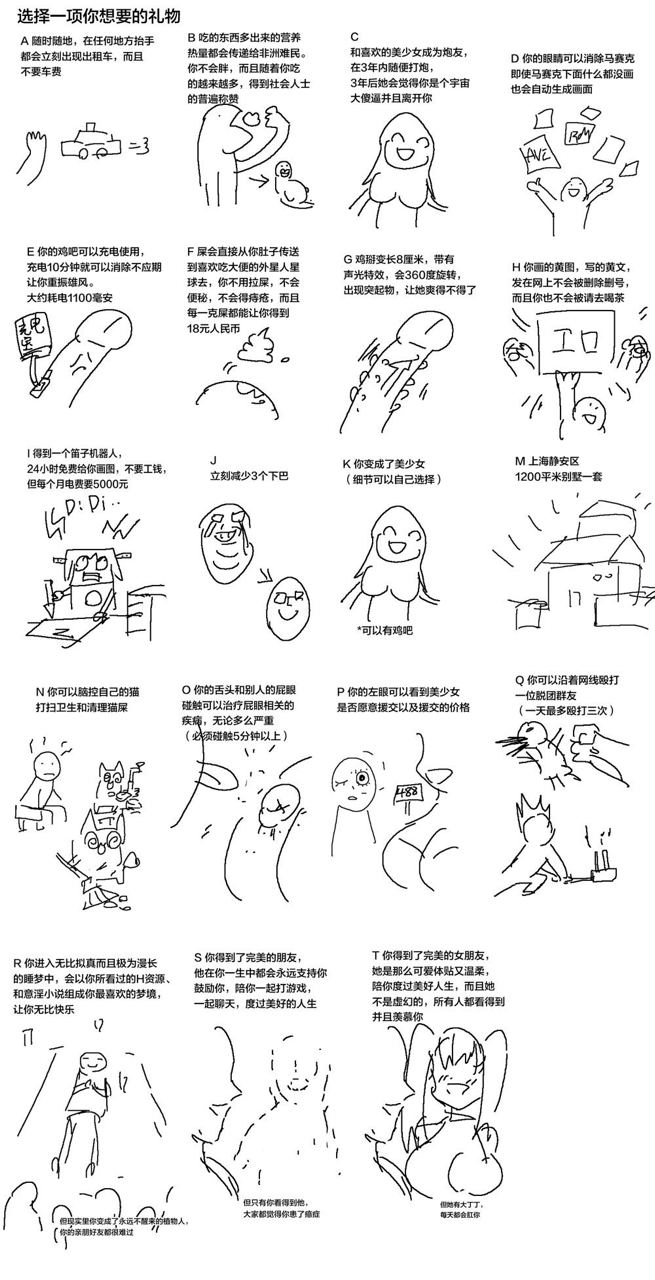 选择一项你想要的礼物
A 随时随地，在任何地方抬手
都会立刻出现出租车，而且
不要车费
B 吃的东西多出来的营养
热量都会传递给非洲难民。
你不会胖，而且随着你吃
的越来越多，得到社会人士
的普遍称赞
C
和喜欢的美少女成为炮友，
在3年内随便打炮，
3年后她会觉得你是个宇宙
大傻逼并且离开你
D 你的眼睛可以消除马赛克
即使马赛克下面什么都没画
也会自动生成画面
E 你的鸡吧可以充电使用，
充电10分钟就可以消除不应期
让你重振雄风。
大约耗电1100毫安
充电宝
F 屎会直接从你肚子传送
到喜欢吃大便的外星人星
球去，你不用拉屎，不会
便秘，不会得痔疮，而且
每一克屎都能让你得到
18元人民币
G 鸡掰变长8厘米，带有
声光特效，会360度旋转，
出现突起物，让她爽得不得了
H 你画的黄图，写的黄文，
发在网上不会被删除删号，
而且你也不会被请去喝茶
工口
I 得到一个笛子机器人，
24小时免费给你画图，不要工钱，
但每个月电费要5000元
DiDi..
J
立刻减少3个下巴
K 你变成了美少女
（细节可以自己选择）
*可以有鸡吧
M 上海静安区
1200平米别墅一套
N 你可以脑控自己的猫
打扫卫生和清理猫屎
O 你的舌头和别人的屁眼
碰触可以治疗屁眼相关的
疾病，无论多么严重
（必须碰触5分钟以上）
P 你的左眼可以看到美少女
是否愿意援交以及援交的价格
488
Q 你可以沿着网线殴打
一位脱团群友
（一天最多殴打三次）
R 你进入无比拟真而且极为漫长
的睡梦中，会以你所看过的H资源、
和意淫小说组成你最喜欢的梦境，
让你无比快乐
但现实里你变成了永远不醒来的植物人，
你的亲朋好友都很难过
S 你得到了完美的朋友，
他在你一生中都会永远支持你
鼓励你，陪你一起打游戏，
一起聊天，度过美好的人生
但只有你看得到他，
大家都觉得你患了癔症
T 你得到了完美的女朋友，
她是那么可爱体贴又温柔，
陪你度过美好人生，而且她
不是虚幻的，所有人都看得到
并且羡慕你
但她有大丁丁，
每天都会肛你